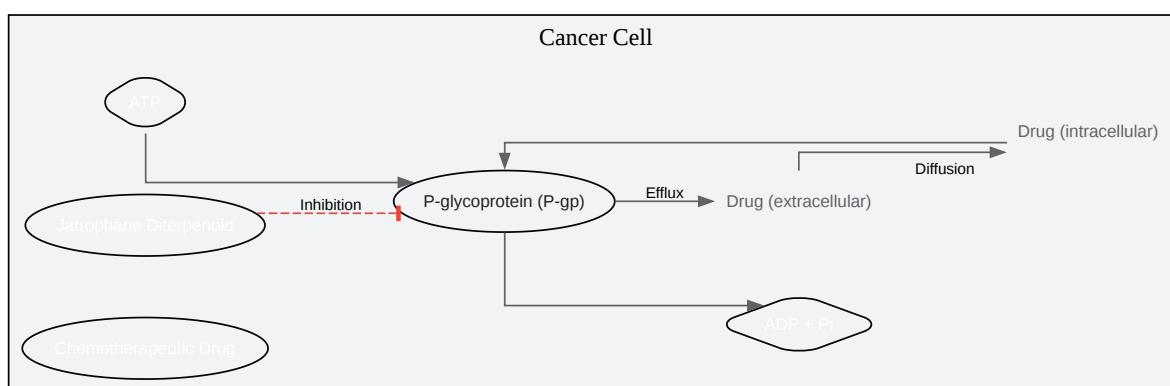 Cancer Cell
ATP
Drug (intracellular)
Diffusion
Jatrophane Diterpenoid
Inhibition
P-glycoprotein (P-gp)
Efflux
Drug (extracellular)
ADP + Pi
Chemotherapeutic Drug